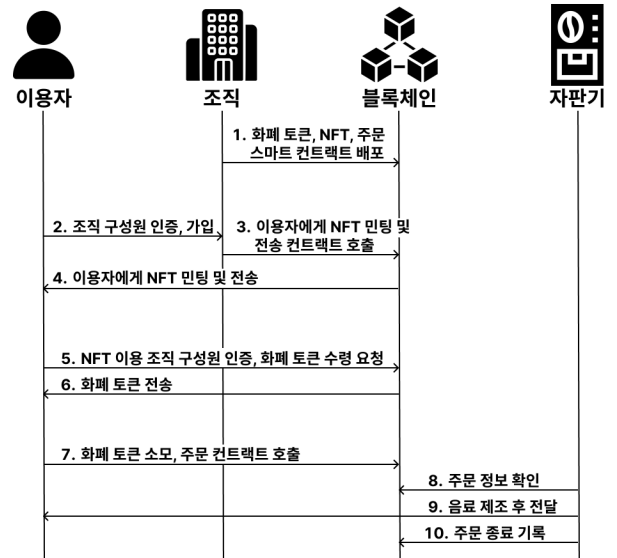 이용자
조직
블록체인
자판기
1. 화폐 토큰, NFT, 주문
스마트 컨트랙트 배포
2. 조직 구성원 인증, 가입
3. 이용자에게 NFT 민팅 및
전송 컨트랙트 호출
4. 이용자에게 NFT 민팅 및 전송
5. NFT 이용 조직 구성원 인증, 화폐 토큰 수령 요청
6. 화폐 토큰 전송
7. 화폐 토큰 소모, 주문 컨트랙트 호출
8. 주문 정보 확인
9. 음료 제조 후 전달
10. 주문 종료 기록